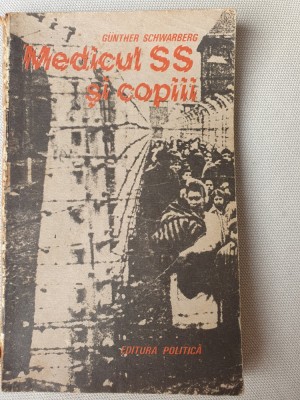 GÜNTHER SCHWARBERG
Medicul SS
și copiii
EDITURA POLITICĂ